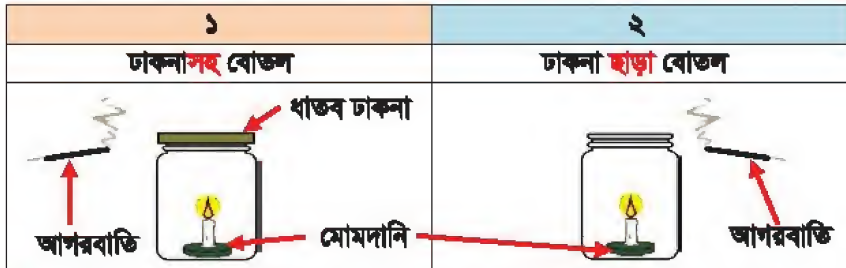 ১ ২
ঢাকনাসহ বোতল ঢাকনা ছাড়া বোতল
ধাতব ঢাকনা
আগরবাতি মোমদানি আগরবাতি